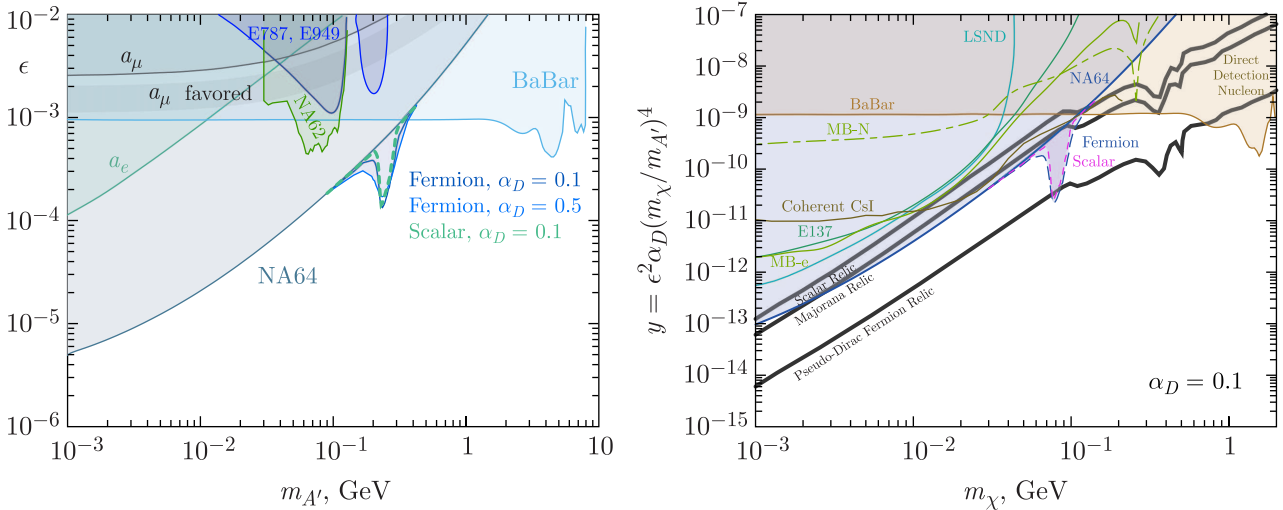 10⁻²
ϵ
10⁻³
10⁻⁴
10⁻⁵
10⁻⁶
E787, E949
a_μ
a_μ favored
NA62
BaBar
a_e
Fermion, α_D = 0.1
Fermion, α_D = 0.5
Scalar, α_D = 0.1
NA64
10⁻³
10⁻²
10⁻¹
1
10
m_A′, GeV
y = ϵ²α_D(m_χ/m_A′)⁴
10⁻⁷
10⁻⁸
10⁻⁹
10⁻¹⁰
10⁻¹¹
10⁻¹²
10⁻¹³
10⁻¹⁴
10⁻¹⁵
LSND
NA64
Direct
Detection
Nucleon
BaBar
MB-N
Fermion
Scalar
Coherent CsI
E137
MB-e
Scalar Relic
Majorana Relic
Pseudo-Dirac Fermion Relic
α_D = 0.1
10⁻³
10⁻²
10⁻¹
1
m_χ, GeV